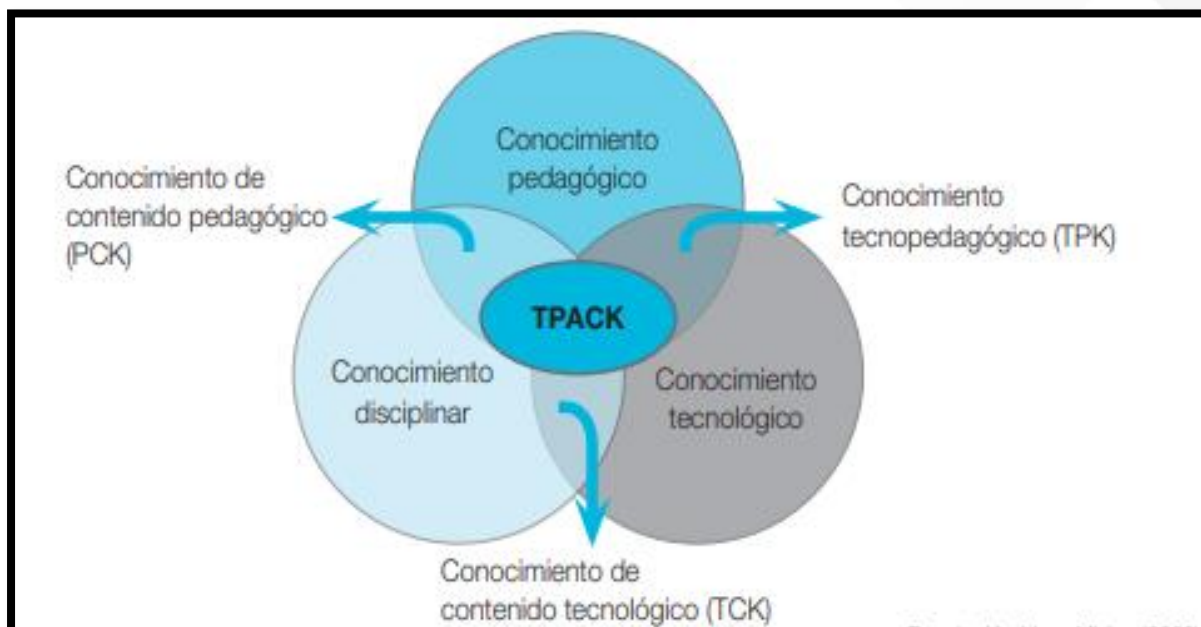 Conocimiento
pedagógico
Conocimiento de
contenido pedagógico
(PCK)
Conocimiento
tecnopedagógico (TPK)
TPACK
Conocimiento
disciplinar
Conocimiento
tecnológico
Conocimiento de
contenido tecnológico (TCK)